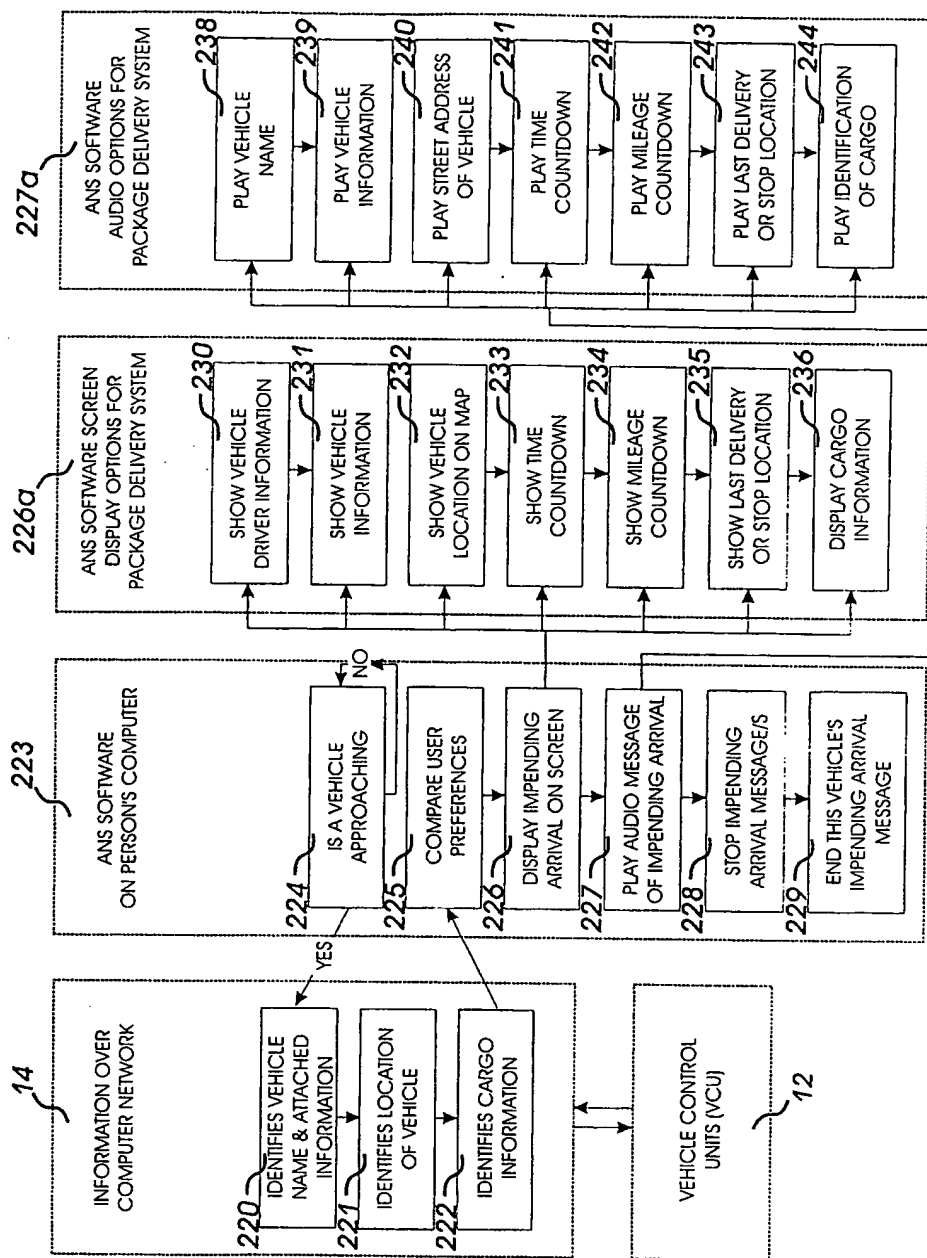 14
INFORMATION OVER
COMPUTER NETWORK
220
IDENTIFIES VEHICLE
NAME & ATTACHED
INFORMATION
221
IDENTIFIES LOCATION
OF VEHICLE
222
IDENTIFIES CARGO
INFORMATION
VEHICLE CONTROL
UNITS (VCU)
12
YES
223
ANS SOFTWARE
ON PERSON'S COMPUTER
224
IS A VEHICLE
APPROACHING
NO
225
COMPARE USER
PREFERENCES
226
DISPLAY IMPENDING
ARRIVAL ON SCREEN
227
PLAY AUDIO MESSAGE
OF IMPENDING ARRIVAL
228
STOP IMPENDING
ARRIVAL MESSAGE/S
229
END THIS VEHICLES
IMPENDING ARRIVAL
MESSAGE
226a
ANS SOFTWARE SCREEN
DISPLAY OPTIONS FOR
PACKAGE DELIVERY SYSTEM
230
SHOW VEHICLE
DRIVER INFORMATION
231
SHOW VEHICLE
INFORMATION
232
SHOW VEHICLE
LOCATION ON MAP
233
SHOW TIME
COUNTDOWN
234
SHOW MILEAGE
COUNTDOWN
235
SHOW LAST DELIVERY
OR STOP LOCATION
236
DISPLAY CARGO
INFORMATION
227a
ANS SOFTWARE
AUDIO OPTIONS FOR
PACKAGE DELIVERY SYSTEM
238
PLAY VEHICLE
NAME
239
PLAY VEHICLE
INFORMATION
240
PLAY STREET ADDRESS
OF VEHICLE
241
PLAY TIME
COUNTDOWN
242
PLAY MILEAGE
COUNTDOWN
243
PLAY LAST DELIVERY
OR STOP LOCATION
244
PLAY IDENTIFICATION
OF CARGO